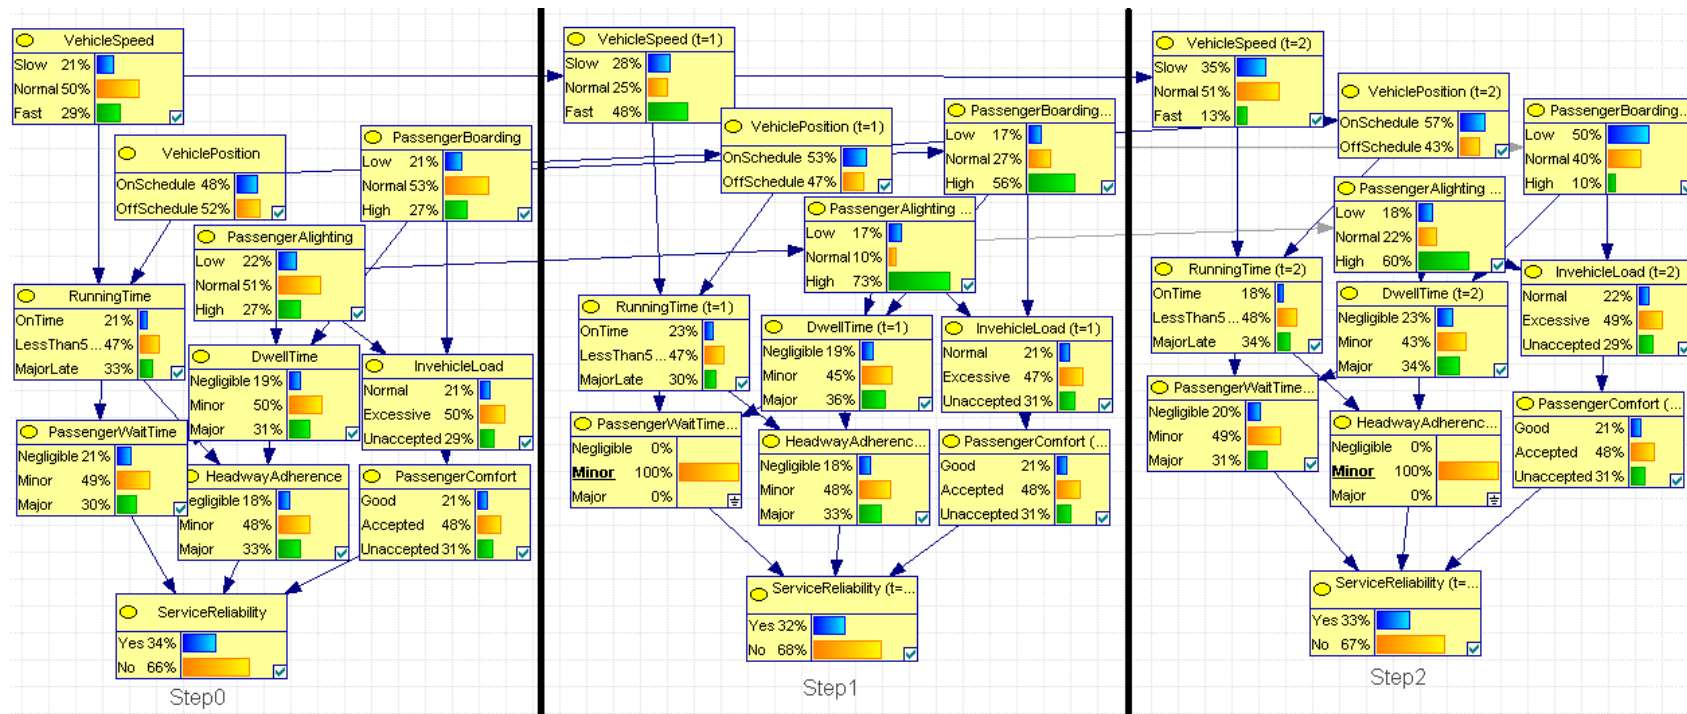 VehicleSpeed
Slow 21%
Normal 50%
Fast 29%
VehiclePosition
OnSchedule 48%
OffSchedule 52%
PassengerBoarding
Low 21%
Normal 53%
High 27%
PassengerAlighting
Low 22%
Normal 51%
High 27%
RunningTime
OnTime 21%
LessThan5... 47%
MajorLate 33%
DwellTime
Negligible 19%
Minor 50%
Major 31%
InvehicleLoad
Normal 21%
Excessive 50%
Unaccepted 29%
PassengerWaitTime
Negligible 21%
Minor 49%
Major 30%
HeadwayAdherence
egligible 18%
Minor 48%
Major 33%
PassengerComfort
Good 21%
Accepted 48%
Unaccepted 31%
ServiceReliability
Yes 34%
No 66%
Step0
VehicleSpeed (t=1)
Slow 28%
Normal 25%
Fast 48%
VehiclePosition (t=1)
OnSchedule 53%
OffSchedule 47%
PassengerBoarding...
Low 17%
Normal 27%
High 56%
PassengerAlighting ...
Low 17%
Normal 10%
High 73%
RunningTime (t=1)
OnTime 23%
LessThan5... 47%
MajorLate 30%
DwellTime (t=1)
Negligible 19%
Minor 45%
Major 36%
InvehicleLoad (t=1)
Normal 21%
Excessive 47%
Unaccepted 31%
PassengerWaitTime...
Negligible 0%
Minor 100%
Major 0%
HeadwayAdherenc...
Negligible 18%
Minor 48%
Major 33%
PassengerComfort (...
Good 21%
Accepted 48%
Unaccepted 31%
ServiceReliability (t=...
Yes 32%
No 68%
Step1
VehicleSpeed (t=2)
Slow 35%
Normal 51%
Fast 13%
VehiclePosition (t=2)
OnSchedule 57%
OffSchedule 43%
PassengerBoarding...
Low 50%
Normal 40%
High 10%
PassengerAlighting ...
Low 18%
Normal 22%
High 60%
RunningTime (t=2)
OnTime 18%
LessThan5... 48%
MajorLate 34%
DwellTime (t=2)
Negligible 23%
Minor 43%
Major 34%
InvehicleLoad (t=2)
Normal 22%
Excessive 49%
Unaccepted 29%
PassengerWaitTime...
Negligible 20%
Minor 49%
Major 31%
HeadwayAdherenc...
Negligible 0%
Minor 100%
Major 0%
PassengerComfort (...
Good 21%
Accepted 48%
Unaccepted 31%
ServiceReliability (t=...
Yes 33%
No 67%
Step2